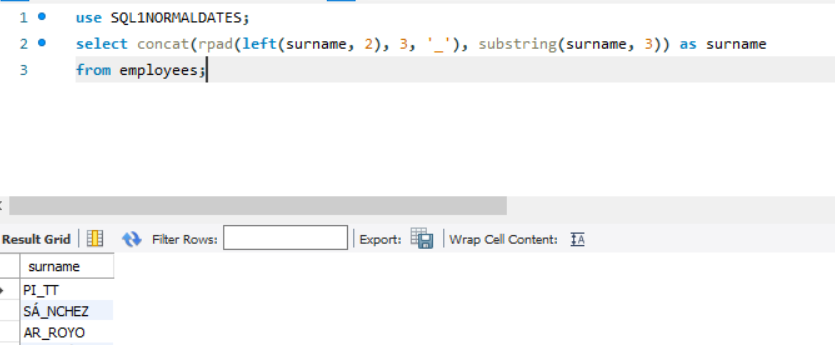 1 use SQL1NORMALDATES;
2 select concat(rpad(left(surname, 2), 3, '_'), substring(surname, 3)) as surname
3 from employees;
Result Grid Filter Rows: Export: Wrap Cell Content: IA
surname
PI_TT
SÁ_NCHEZ
AR_ROYO